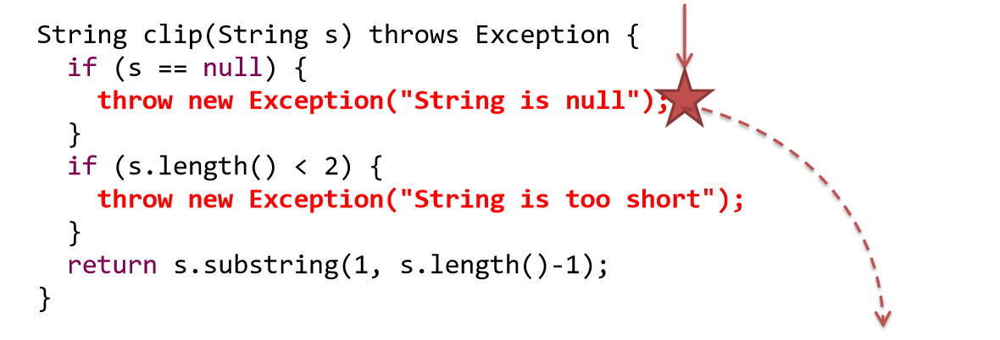 String clip(String s) throws Exception {
  if (s == null) {
    throw new Exception("String is null");
  }
  if (s.length() < 2) {
    throw new Exception("String is too short");
  }
  return s.substring(1, s.length()-1);
}